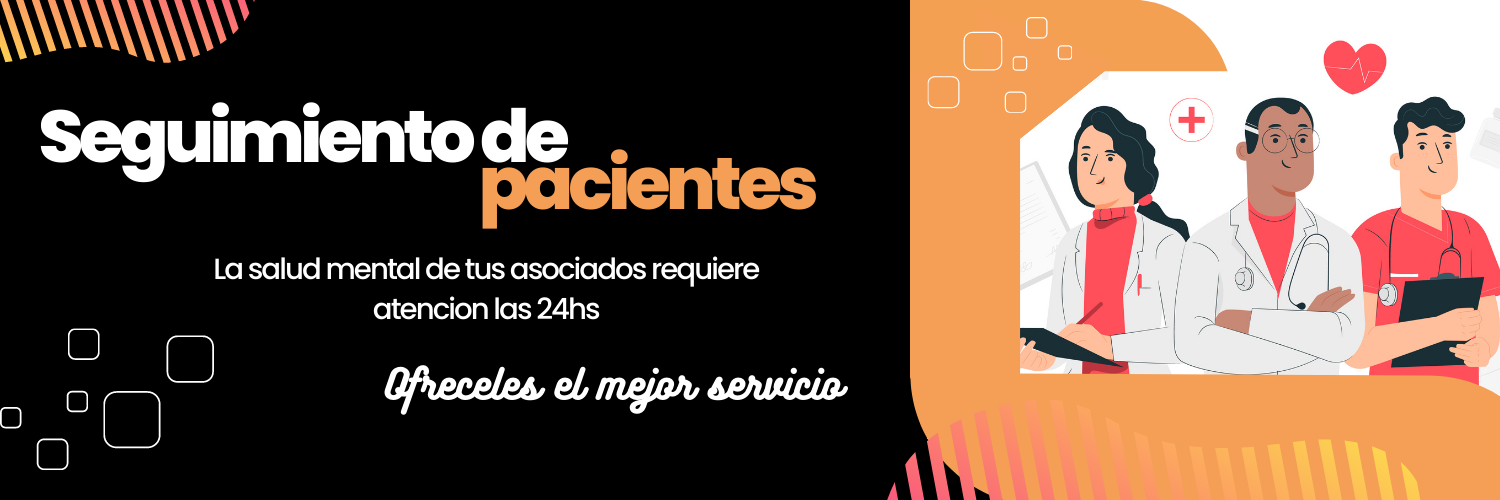 Seguimiento de
pacientes
La salud mental de tus asociados requiere
atencion las 24hs
Ofreceles el mejor servicio